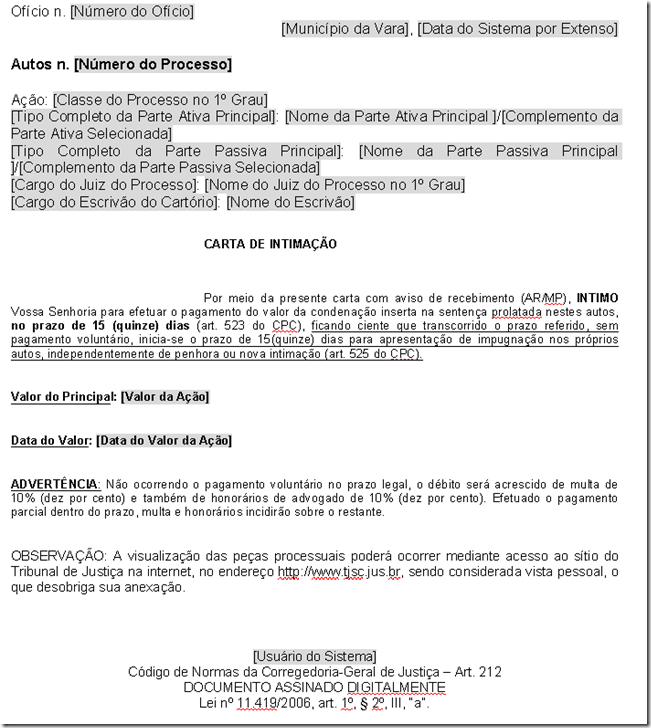 Ofício n. [Número do Ofício]
[Município da Vara], [Data do Sistema por Extenso]
Autos n. [Número do Processo]
Ação: [Classe do Processo no 1º Grau]
[Tipo Completo da Parte Ativa Principal]: [Nome da Parte Ativa Principal ]/[Complemento da
Parte Ativa Selecionada]
[Tipo Completo da Parte Passiva Principal]: [Nome da Parte Passiva Principal
]/[Complemento da Parte Passiva Selecionada]
[Cargo do Juiz do Processo]: [Nome do Juiz do Processo no 1º Grau]
[Cargo do Escrivão do Cartório]: [Nome do Escrivão]
CARTA DE INTIMAÇÃO
Por meio da presente carta com aviso de recebimento (AR/MP), INTIMO
Vossa Senhoria para efetuar o pagamento do valor da condenação inserta na sentença prolatada nestes autos,
no prazo de 15 (quinze) dias (art. 523 do CPC), ficando ciente que transcorrido o prazo referido, sem
pagamento voluntário, inicia-se o prazo de 15(quinze) dias para apresentação de impugnação nos próprios
autos, independentemente de penhora ou nova intimação (art. 525 do CPC).
Valor do Principal: [Valor da Ação]
Data do Valor: [Data do Valor da Ação]
ADVERTÊNCIA: Não ocorrendo o pagamento voluntário no prazo legal, o débito será acrescido de multa de
10% (dez por cento) e também de honorários de advogado de 10% (dez por cento). Efetuado o pagamento
parcial dentro do prazo, multa e honorários incidirão sobre o restante.
OBSERVAÇÃO: A visualização das peças processuais poderá ocorrer mediante acesso ao sítio do
Tribunal de Justiça na internet, no endereço http://www.tjsc.jus.br, sendo considerada vista pessoal, o
que desobriga sua anexação.
[Usuário do Sistema]
Código de Normas da Corregedoria-Geral de Justiça – Art. 212
DOCUMENTO ASSINADO DIGITALMENTE
Lei nº 11.419/2006, art. 1º, § 2º, III, "a".